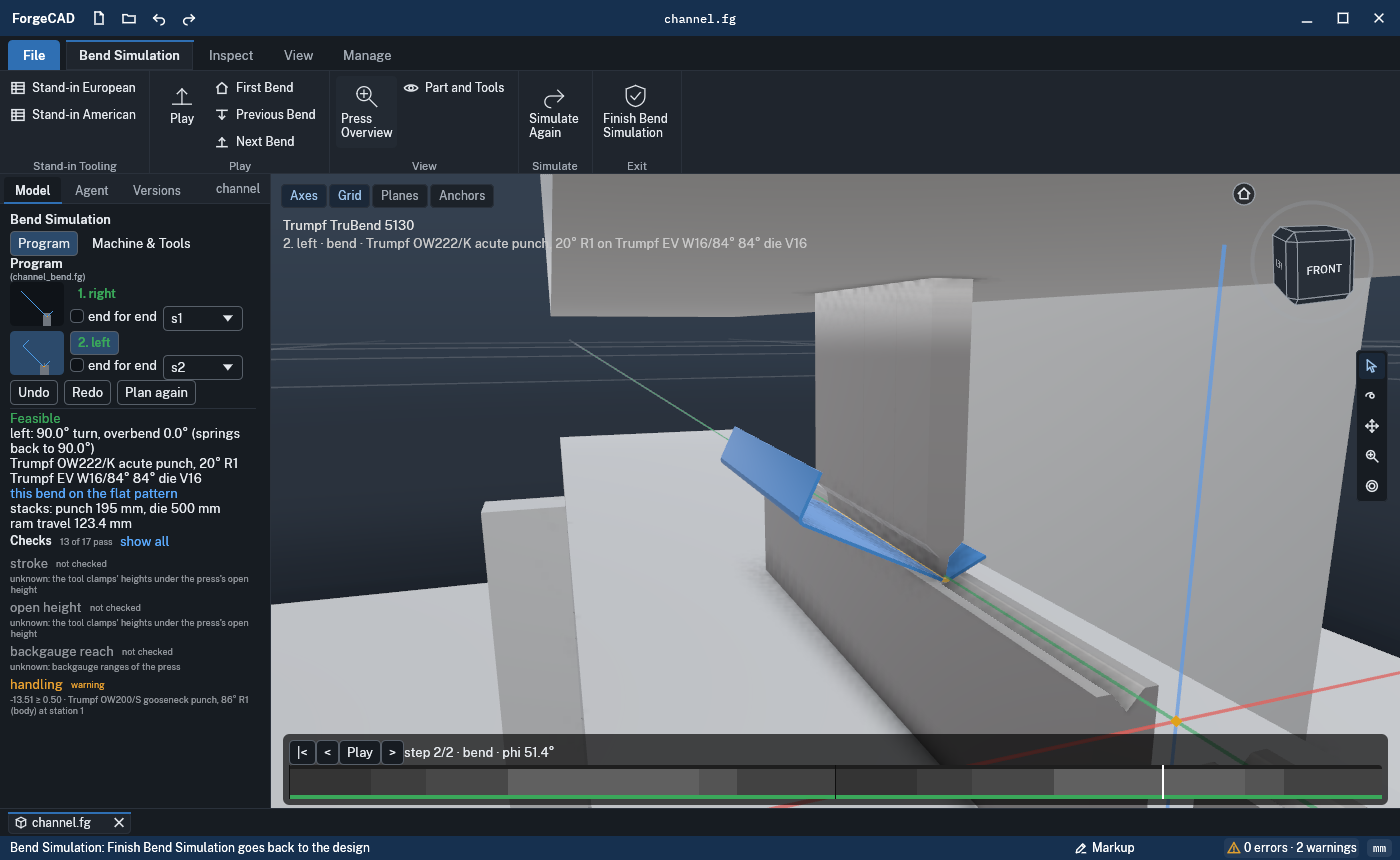 ForgeCAD
channel.fg
File
Bend Simulation
Inspect
View
Manage
Stand-in European
Stand-in American
Stand-in Tooling
Play
First Bend
Previous Bend
Next Bend
Play
Press Overview
Part and Tools
View
Simulate Again
Simulate
Finish Bend Simulation
Exit
Model
Agent
Versions
channel
Bend Simulation
Program
Machine & Tools
Program
(channel_bend.fg)
1. right
end for end
s1
2. left
end for end
s2
Undo
Redo
Plan again
Feasible
left: 90.0° turn, overbend 0.0° (springs
back to 90.0°)
Trumpf OW222/K acute punch, 20° R1
Trumpf EV W16/84° 84° die V16
this bend on the flat pattern
stacks: punch 195 mm, die 500 mm
ram travel 123.4 mm
Checks 13 of 17 pass show all
stroke not checked
unknown: the tool clamps' heights under the press's open
height
open height not checked
unknown: the tool clamps' heights under the press's open
height
backgauge reach not checked
unknown: backgauge ranges of the press
handling warning
-13.51 ≥ 0.50 · Trumpf OW200/S gooseneck punch, 86° R1
(body) at station 1
Axes
Grid
Planes
Anchors
Trumpf TruBend 5130
2. left · bend · Trumpf OW222/K acute punch, 20° R1 on Trumpf EV W16/84° 84° die V16
FRONT
|<
<
Play
>
step 2/2 · bend · phi 51.4°
channel.fg
Bend Simulation: Finish Bend Simulation goes back to the design
Markup
0 errors · 2 warnings
mm